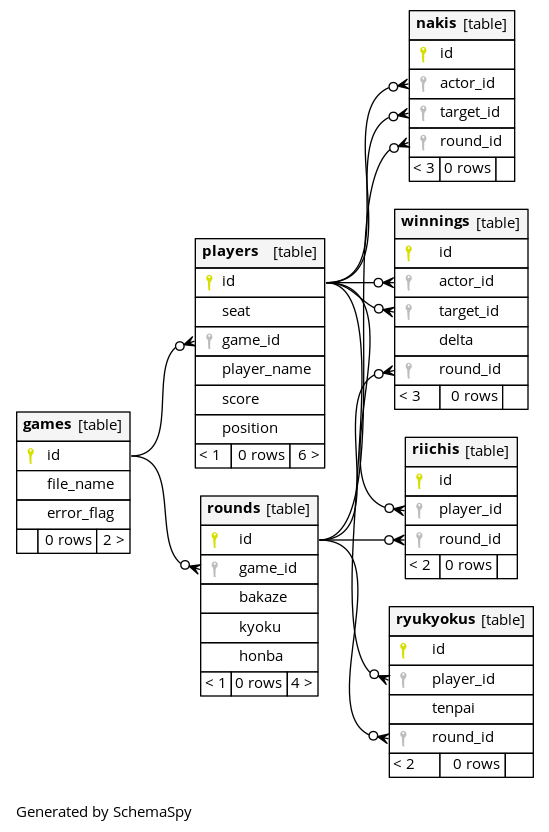 nakis [table]
id
actor_id
target_id
round_id
< 3 0 rows
winnings [table]
id
actor_id
target_id
delta
round_id
< 3 0 rows
players [table]
id
seat
game_id
player_name
score
position
< 1 0 rows 6 >
games [table]
id
file_name
error_flag
0 rows 2 >
riichis [table]
id
player_id
round_id
< 2 0 rows
rounds [table]
id
game_id
bakaze
kyoku
honba
< 1 0 rows 4 >
ryukyokus [table]
id
player_id
tenpai
round_id
< 2 0 rows
Generated by SchemaSpy